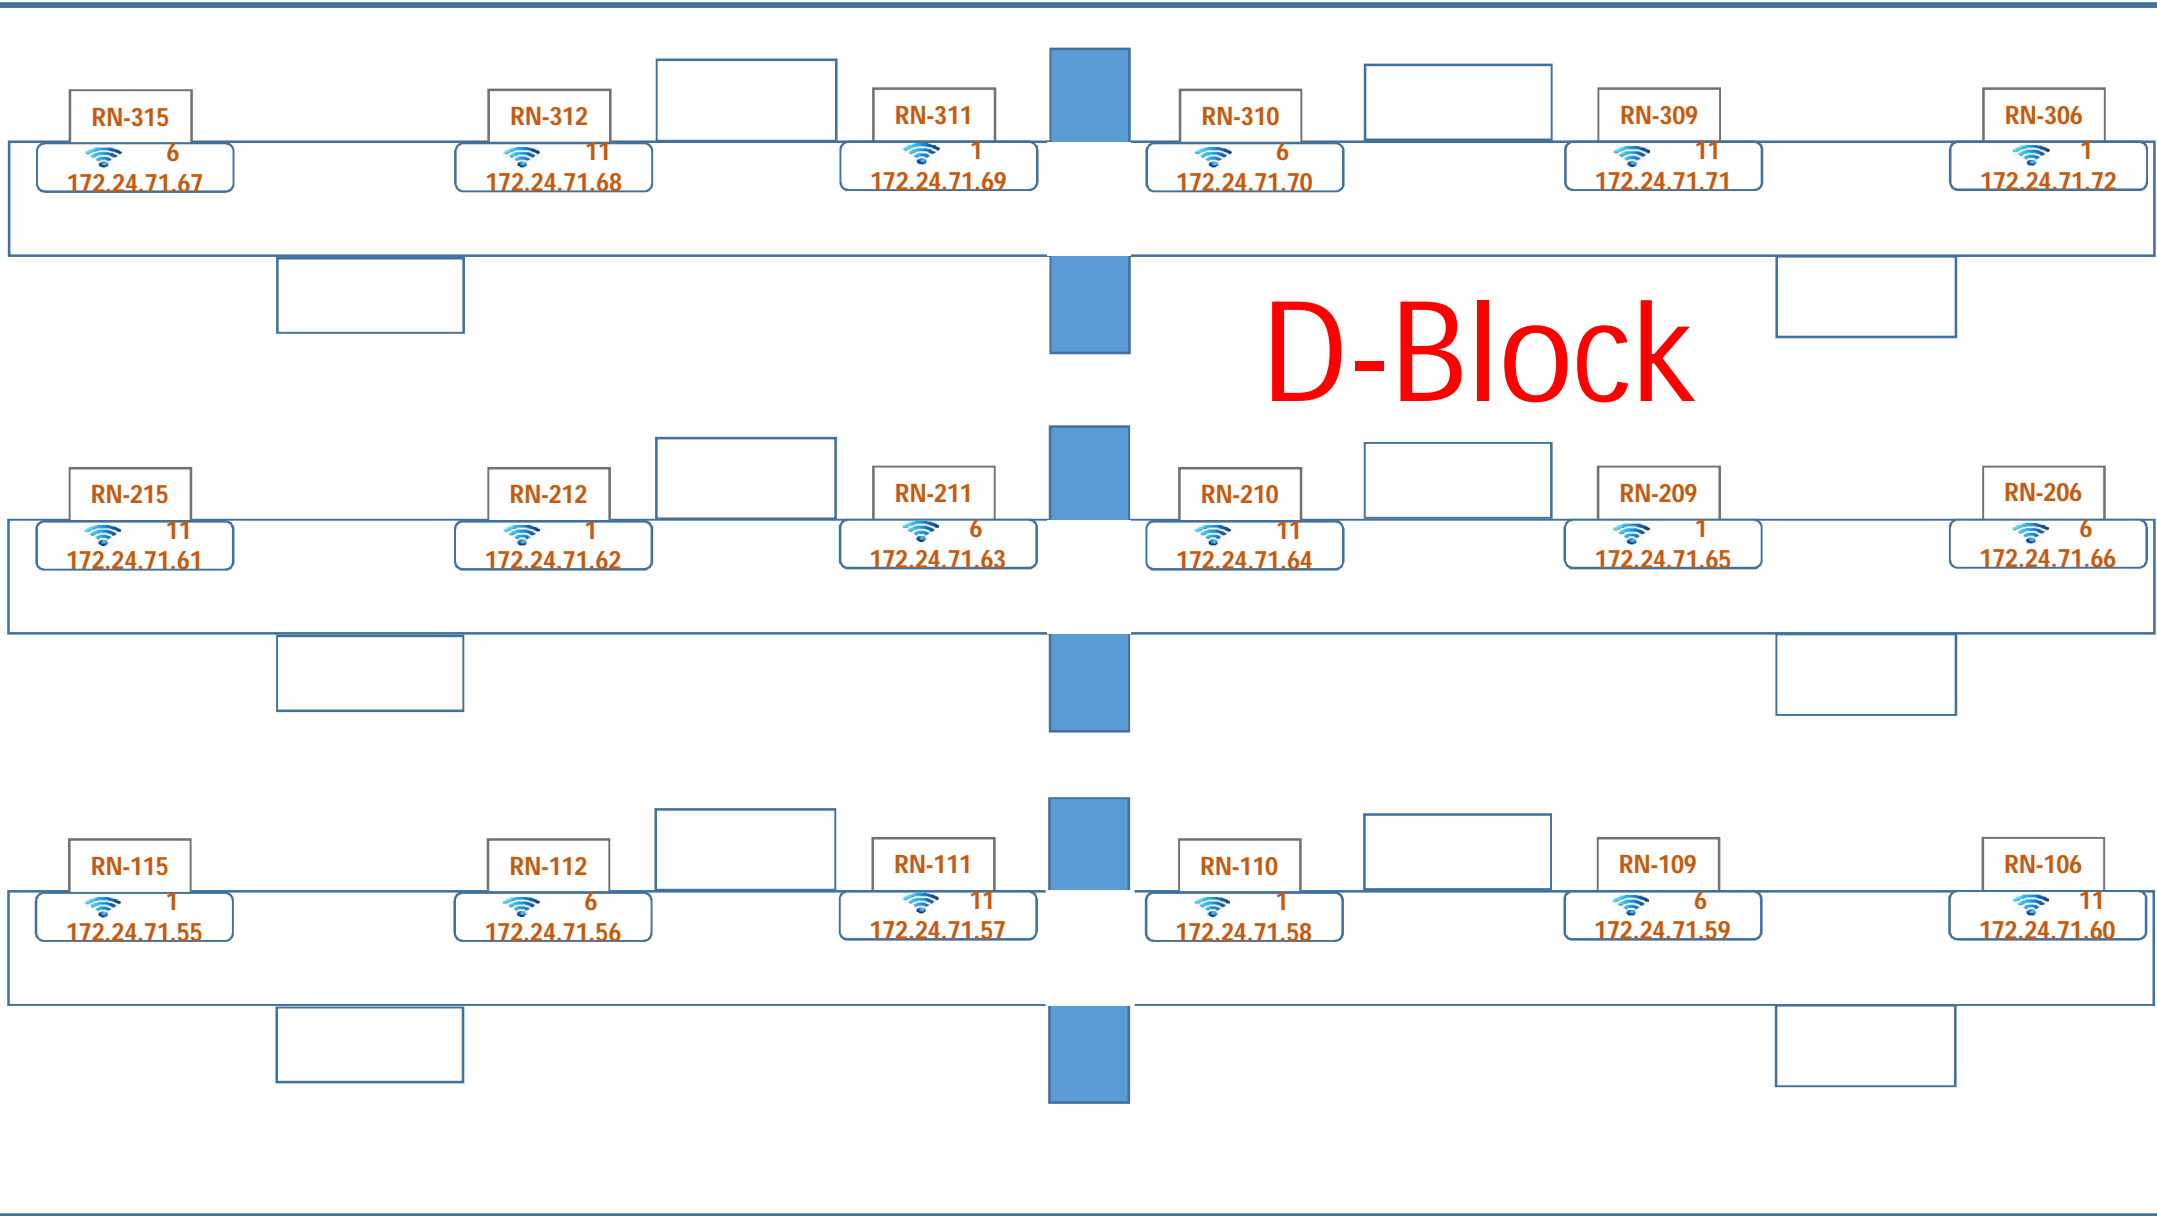 RN-315 RN-312 RN-311 RN-310 RN-309 RN-306
6 11 1 6 11 1
172.24.71.67 172.24.71.68 172.24.71.69 172.24.71.70 172.24.71.71 172.24.71.72
D-Block
RN-215 RN-212 RN-211 RN-210 RN-209 RN-206
11 1 6 11 1 6
172.24.71.61 172.24.71.62 172.24.71.63 172.24.71.64 172.24.71.65 172.24.71.66
RN-115 RN-112 RN-111 RN-110 RN-109 RN-106
1 6 11 1 6 11
172.24.71.55 172.24.71.56 172.24.71.57 172.24.71.58 172.24.71.59 172.24.71.60